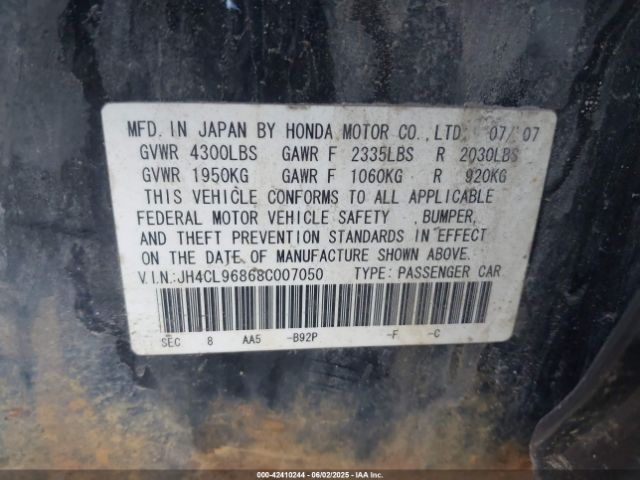 MFD. IN JAPAN BY HONDA MOTOR CO.,LTD. 07/07
GVWR 4300LBS GAWR F 2335LBS R 2030LBS
GVWR 1950KG GAWR F 1060KG R 920KG
THIS VEHICLE CONFORMS TO ALL APPLICABLE
FEDERAL MOTOR VEHICLE SAFETY ,BUMPER,
AND THEFT PREVENTION STANDARDS IN EFFECT
ON THE DATE OF MANUFACTURE SHOWN ABOVE.
V.I.N.:JH4CL96868C007050 TYPE: PASSENGER CAR
SEC 8 AA5 -B92P -F -C
000-42410244 - 06/02/2025 - IAA Corp.